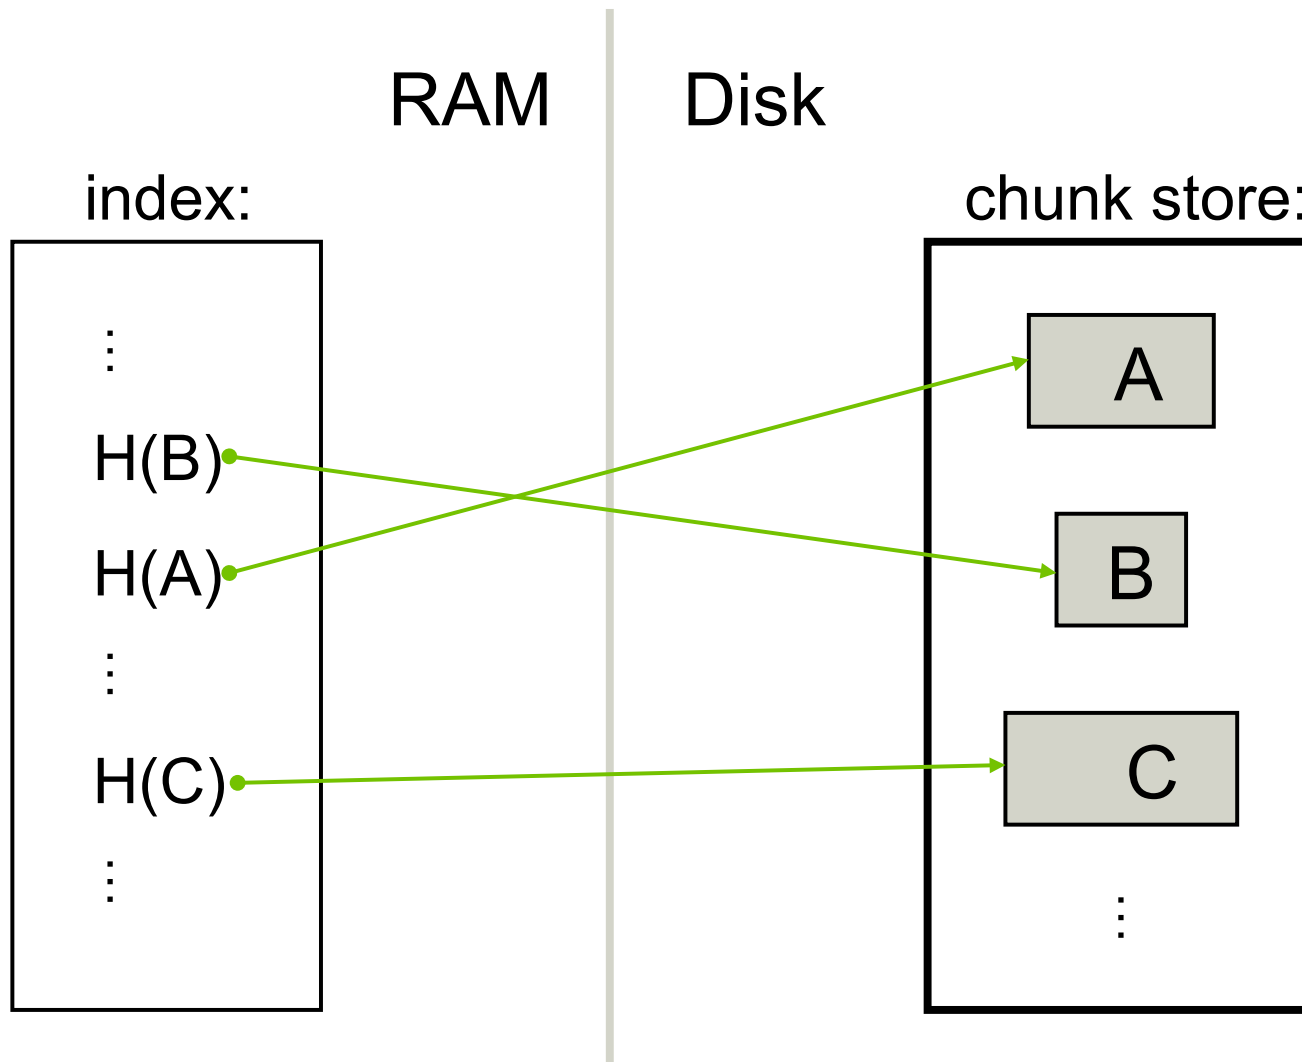 RAM
Disk
index:
chunk store:
⋮
H(B)
H(A)
⋮
H(C)
⋮
A
B
C
⋮